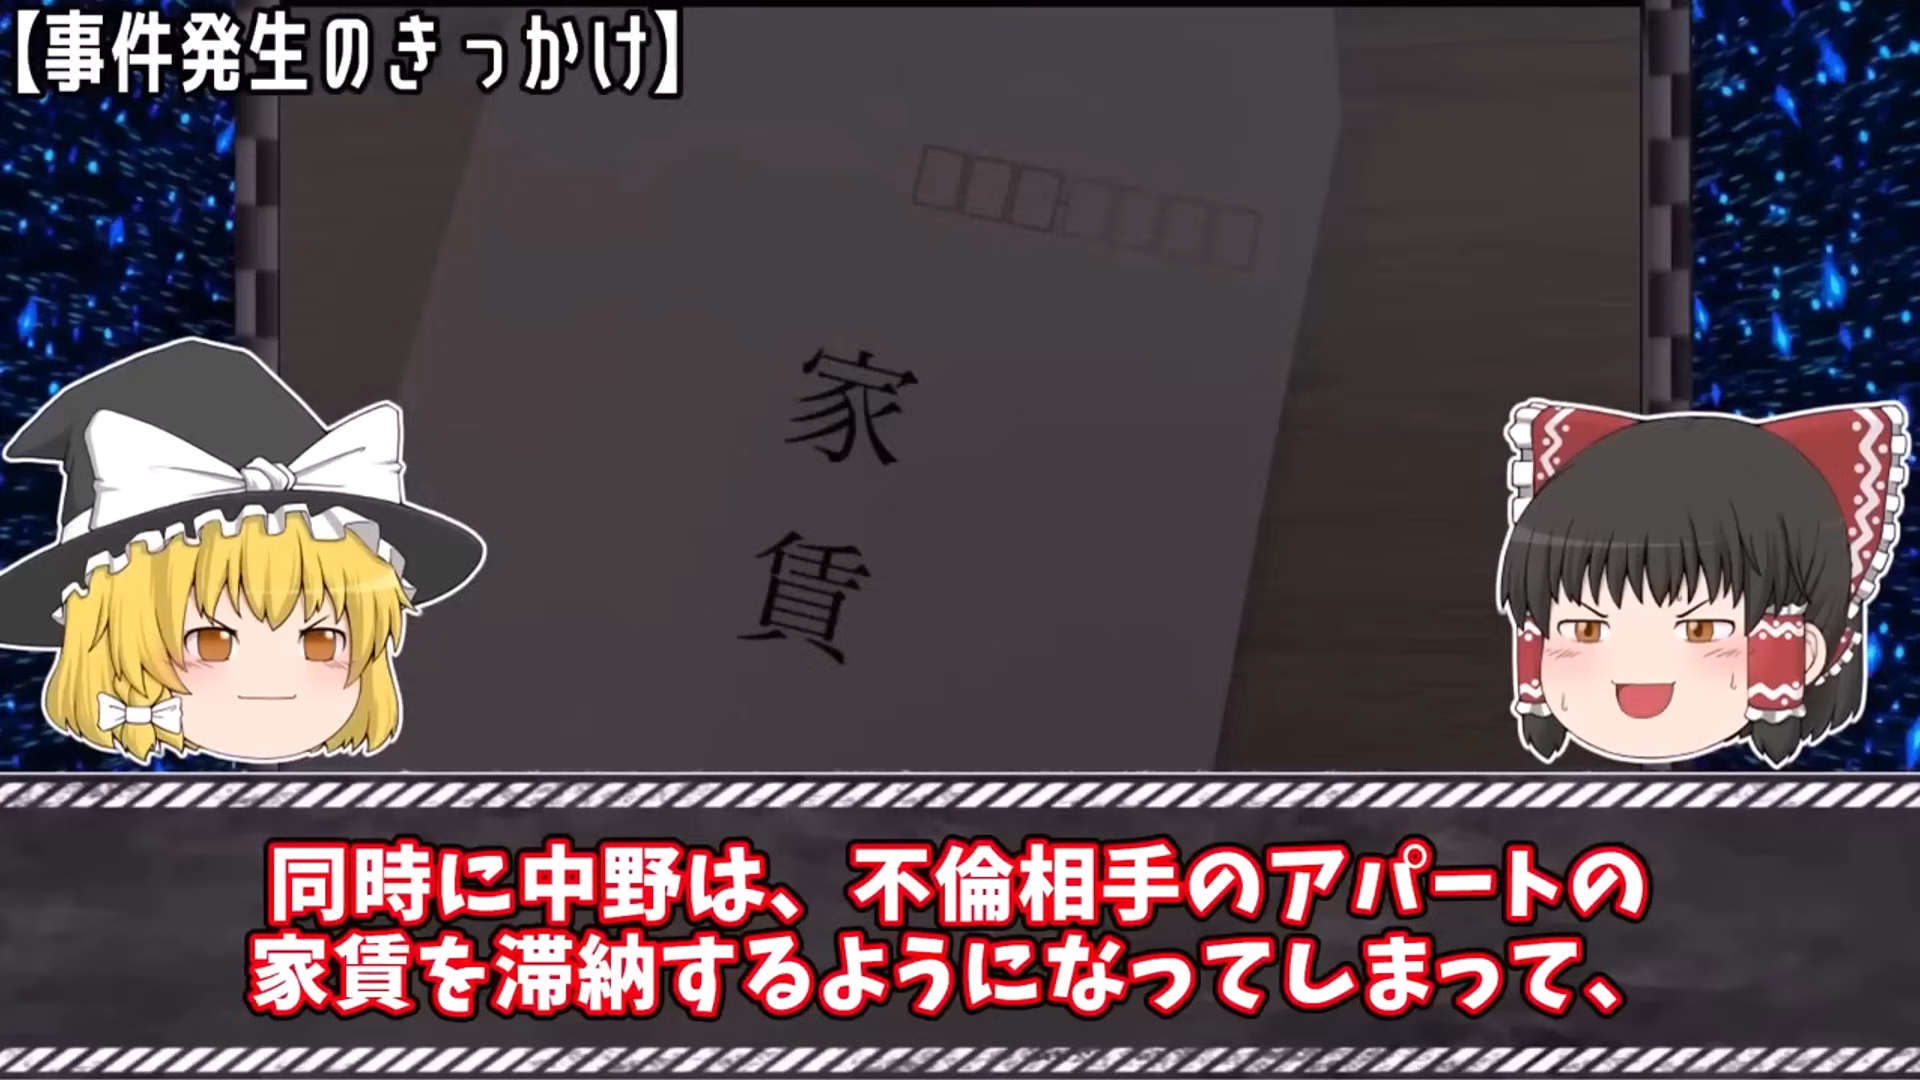 【事件発生のきっかけ】
家賃
同時に中野は、不倫相手のアパートの
家賃を滞納するようになってしまって、